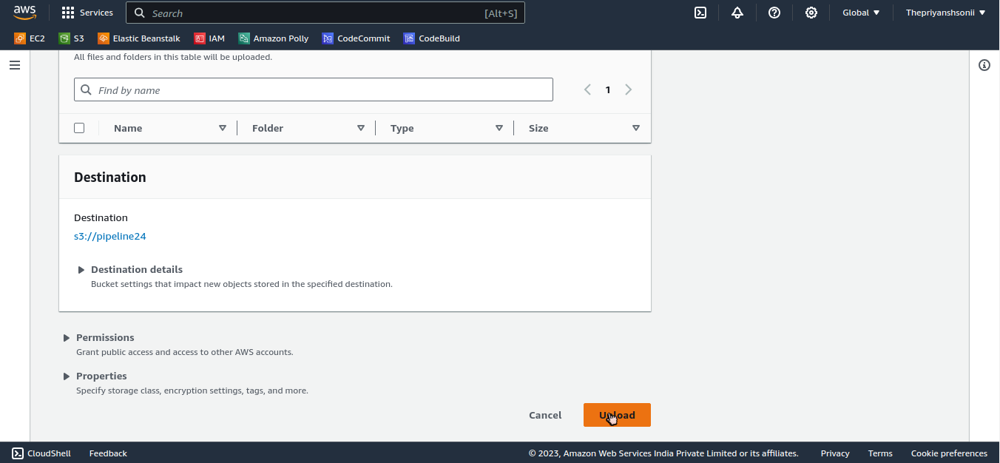 aws Services Search [Alt+S] Global Thepriyanshsonii
EC2 S3 Elastic Beanstalk IAM Amazon Polly CodeCommit CodeBuild
All files and folders in this table will be uploaded.
Find by name 1
Name Folder Type Size
Destination
Destination
s3://pipeline24
Destination details
Bucket settings that impact new objects stored in the specified destination.
Permissions
Grant public access and access to other AWS accounts.
Properties
Specify storage class, encryption settings, tags, and more.
Cancel Upload
CloudShell Feedback © 2023, Amazon Web Services India Private Limited or its affiliates. Privacy Terms Cookie preferences